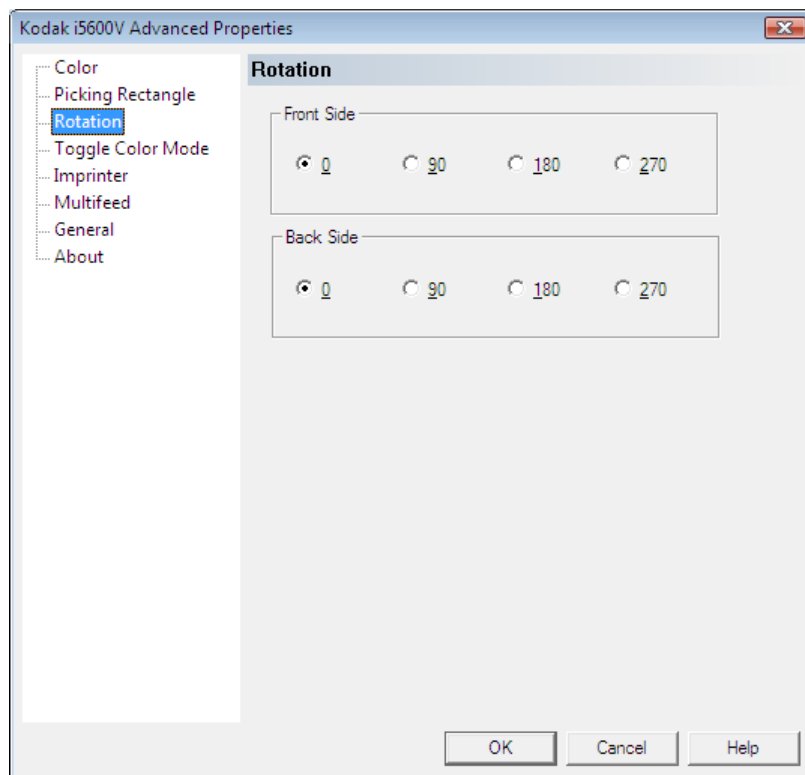 Kodak i5600V Advanced Properties
Color
Picking Rectangle
Rotation
Toggle Color Mode
Imprinter
Multifeed
General
About
Rotation
Front Side
0 90 180 270
Back Side
0 90 180 270
OK Cancel Help